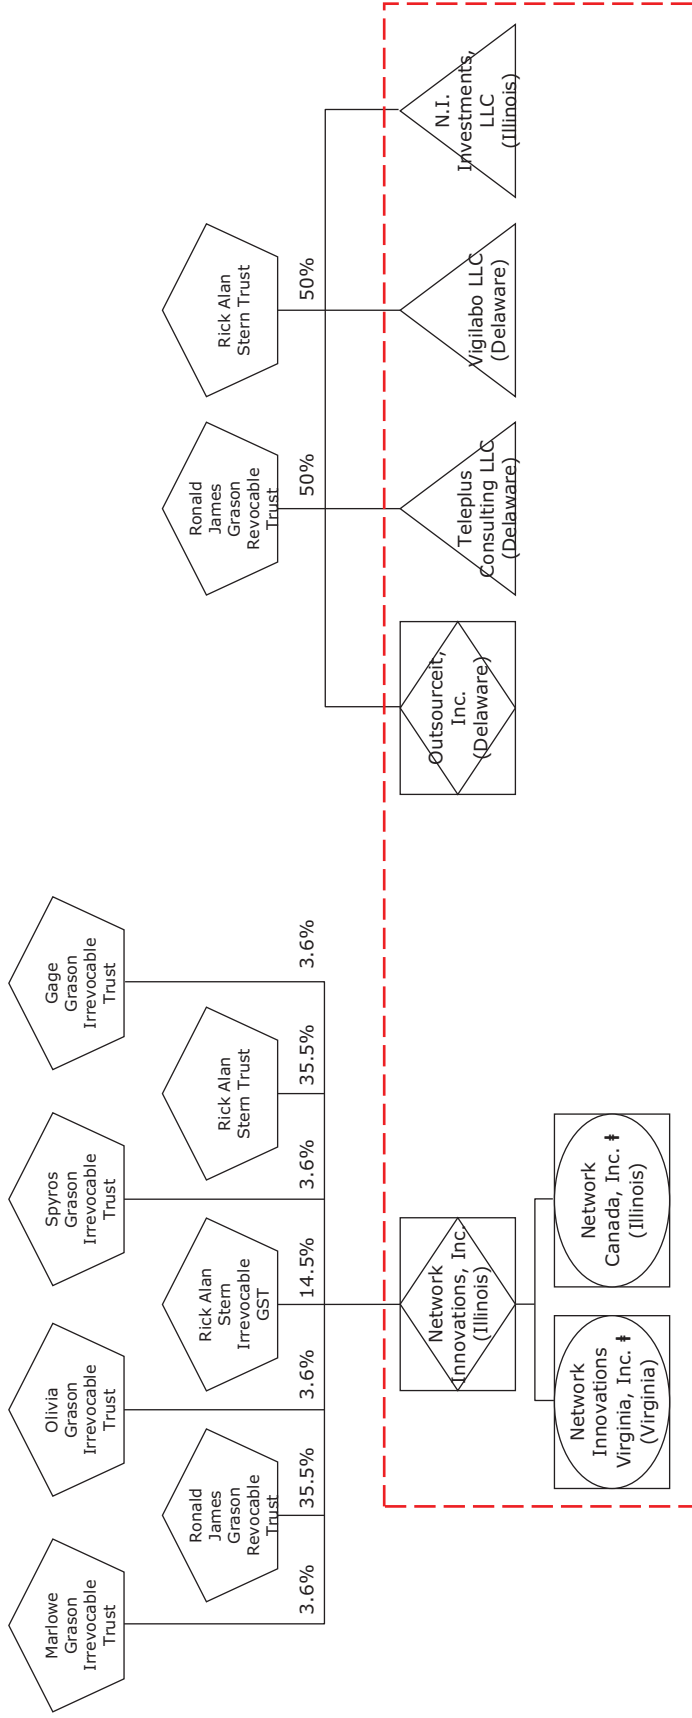 Marlowe
Grason
Irrevocable
Trust
Olivia
Grason
Irrevocable
Trust
Spyros
Grason
Irrevocable
Trust
Gage
Grason
Irrevocable
Trust
Ronald
James
Grason
Revocable
Trust
Rick Alan
Stern
Irrevocable
GST
Rick Alan
Stern Trust
Ronald
James
Grason
Revocable
Trust
Rick Alan
Stern Trust
3.6%
35.5%
3.6%
14.5%
3.6%
35.5%
3.6%
50%
50%
Network
Innovations, Inc.
(Illinois)
Outsourceit,
Inc.
(Delaware)
Teleplus
Consulting LLC
(Delaware)
Vigilabo LLC
(Delaware)
N.I.
Investments,
LLC
(Illinois)
Network
Innovations
Virginia, Inc. ‡
(Virginia)
Network
Canada, Inc. ‡
(Illinois)